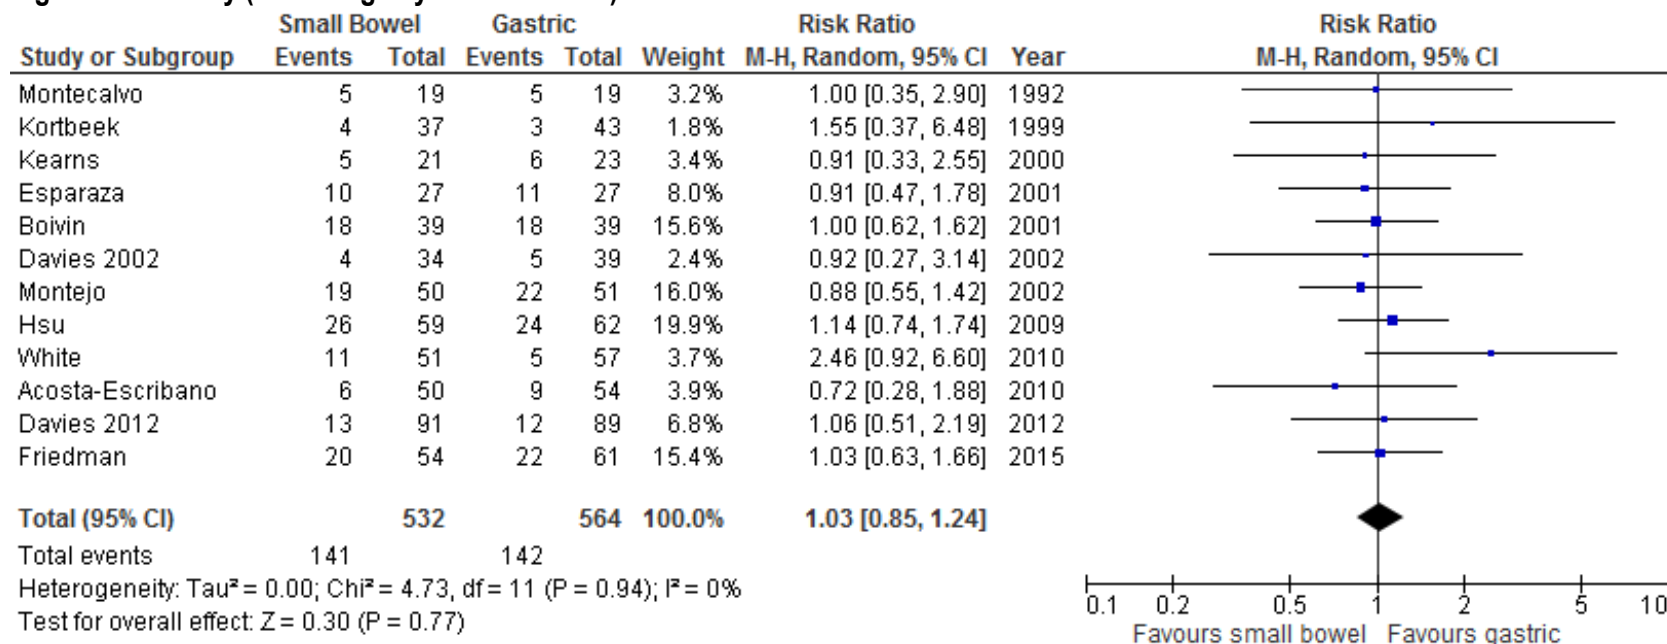 Small Bowel Gastric Risk Ratio Risk Ratio
Study or Subgroup Events Total Events Total Weight M-H, Random, 95% CI Year M-H, Random, 95% CI
Montecalvo 5 19 5 19 3.2% 1.00 [0.35, 2.90] 1992
Kortbeek 4 37 3 43 1.8% 1.55 [0.37, 6.48] 1999
Kearns 5 21 6 23 3.4% 0.91 [0.33, 2.55] 2000
Esparaza 10 27 11 27 8.0% 0.91 [0.47, 1.78] 2001
Boivin 18 39 18 39 15.6% 1.00 [0.62, 1.62] 2001
Davies 2002 4 34 5 39 2.4% 0.92 [0.27, 3.14] 2002
Montejo 19 50 22 51 16.0% 0.88 [0.55, 1.42] 2002
Hsu 26 59 24 62 19.9% 1.14 [0.74, 1.74] 2009
White 11 51 5 57 3.7% 2.46 [0.92, 6.60] 2010
Acosta-Escribano 6 50 9 54 3.9% 0.72 [0.28, 1.88] 2010
Davies 2012 13 91 12 89 6.8% 1.06 [0.51, 2.19] 2012
Friedman 20 54 22 61 15.4% 1.03 [0.63, 1.66] 2015
Total (95% CI) 532 564 100.0% 1.03 [0.85, 1.24]
Total events 141 142
Heterogeneity: Tau² = 0.00; Chi² = 4.73, df = 11 (P = 0.94); I² = 0%
Test for overall effect: Z = 0.30 (P = 0.77)
0.1 0.2 0.5 1 2 5 10
Favours small bowel Favours gastric